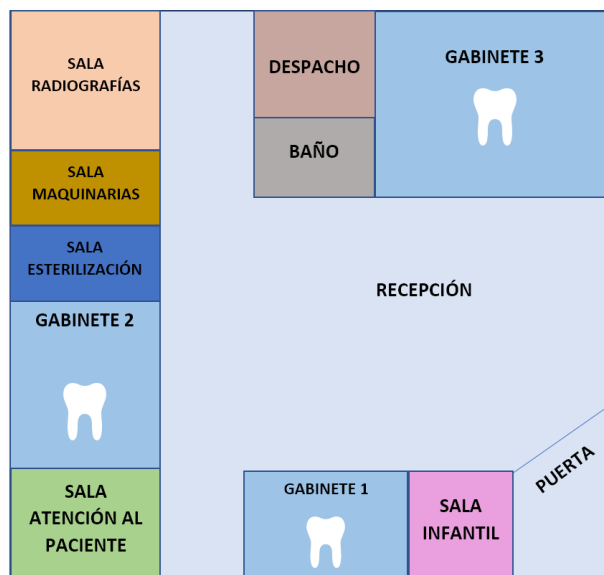 SALA
RADIOGRAFÍAS
DESPACHO
GABINETE 3
BAÑO
SALA
MAQUINARIAS
SALA
ESTERILIZACIÓN
RECEPCIÓN
GABINETE 2
PUERTA
SALA
ATENCIÓN AL
PACIENTE
GABINETE 1
SALA
INFANTIL